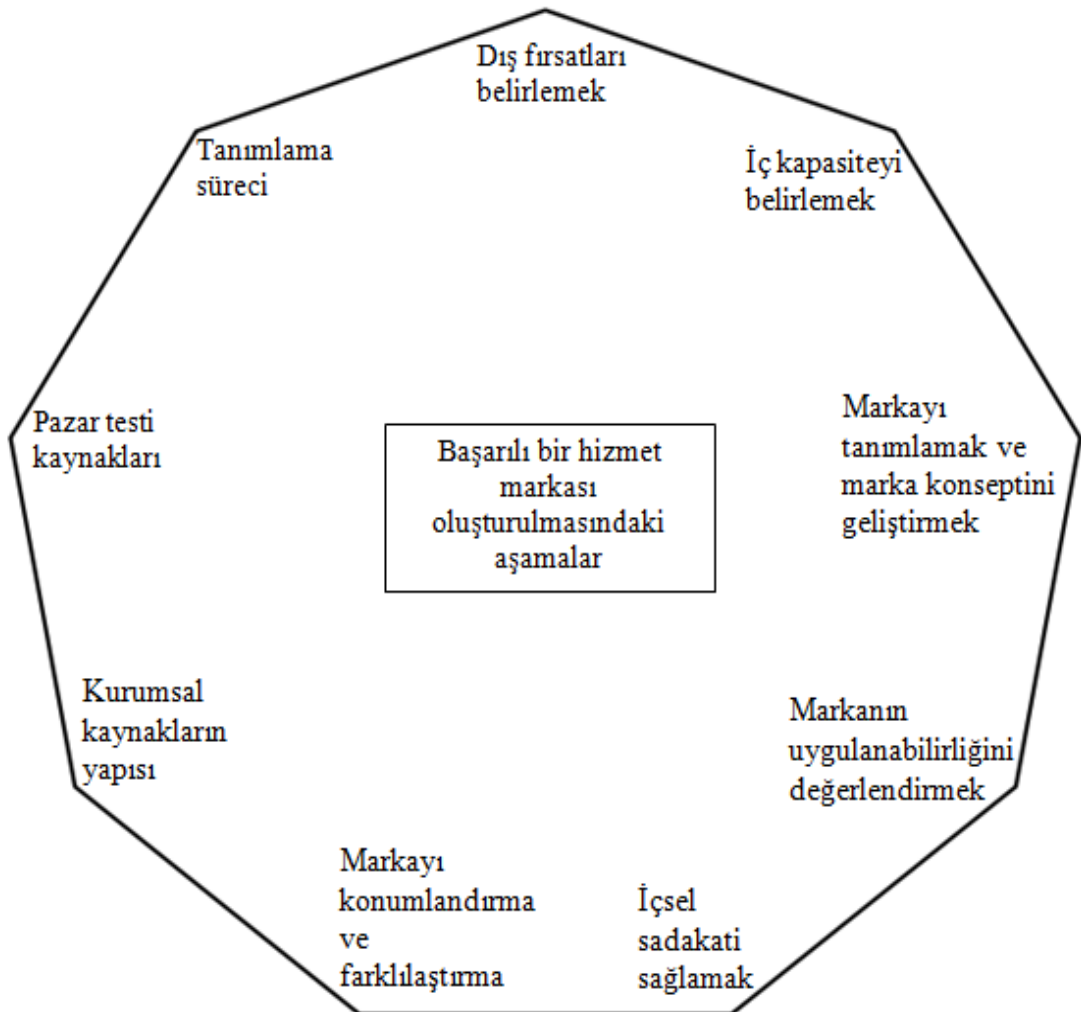 Dış fırsatları
belirlemek
İç kapasiteyi
belirlemek
Markayı
tanımlamak ve
marka konseptini
geliştirmek
Markanın
uygulanabilirliğini
değerlendirmek
İçsel
sadakati
sağlamak
Markayı
konumlandırma
ve
farklılaştırma
Kurumsal
kaynakların
yapısı
Pazar testi
kaynakları
Tanımlama
süreci
Başarılı bir hizmet
markası
oluşturulmasındaki
aşamalar